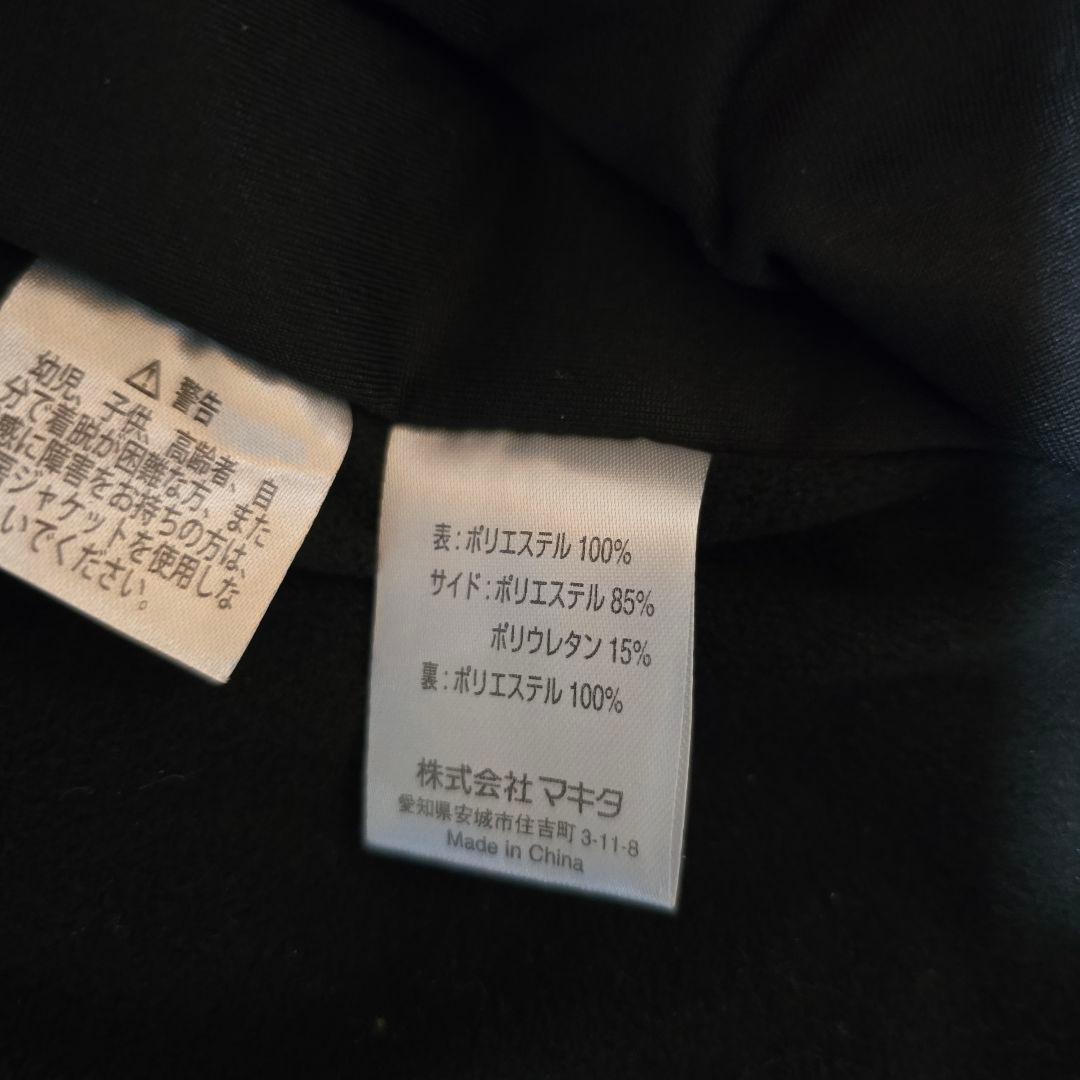 ⚠ 警告
幼児、子供、高齢者、自
分で着脱が困難な方、また
感に障害をお持ちの方は、
ジャケットを使用しな
いでください。
表:ポリエステル 100%
サイド:ポリエステル 85%
ポリウレタン 15%
裏:ポリエステル 100%
株式会社マキタ
愛知県安城市住吉町 3-11-8
Made in China